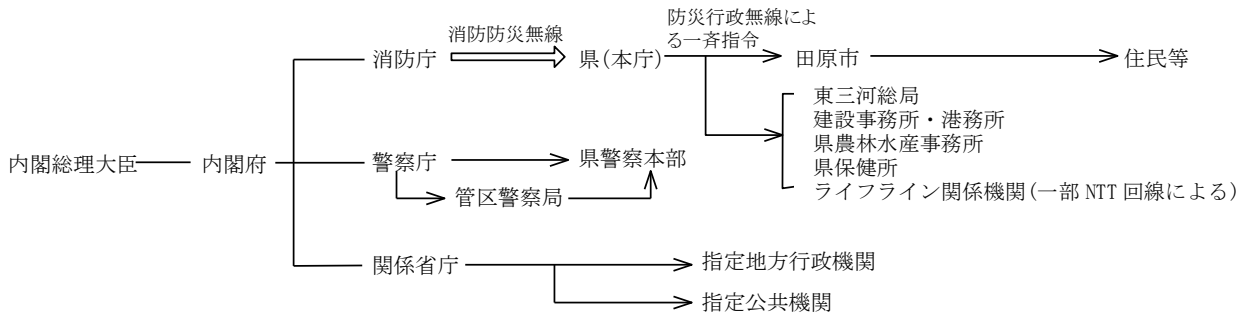 防災行政無線によ
る一斉指令
消防防災無線
消防庁
県(本庁)
田原市
住民等
東三河総局
建設事務所・港務所
県農林水産事務所
県保健所
ライフライン関係機関(一部 NTT 回線による)
内閣総理大臣
内閣府
警察庁
県警察本部
管区警察局
関係省庁
指定地方行政機関
指定公共機関